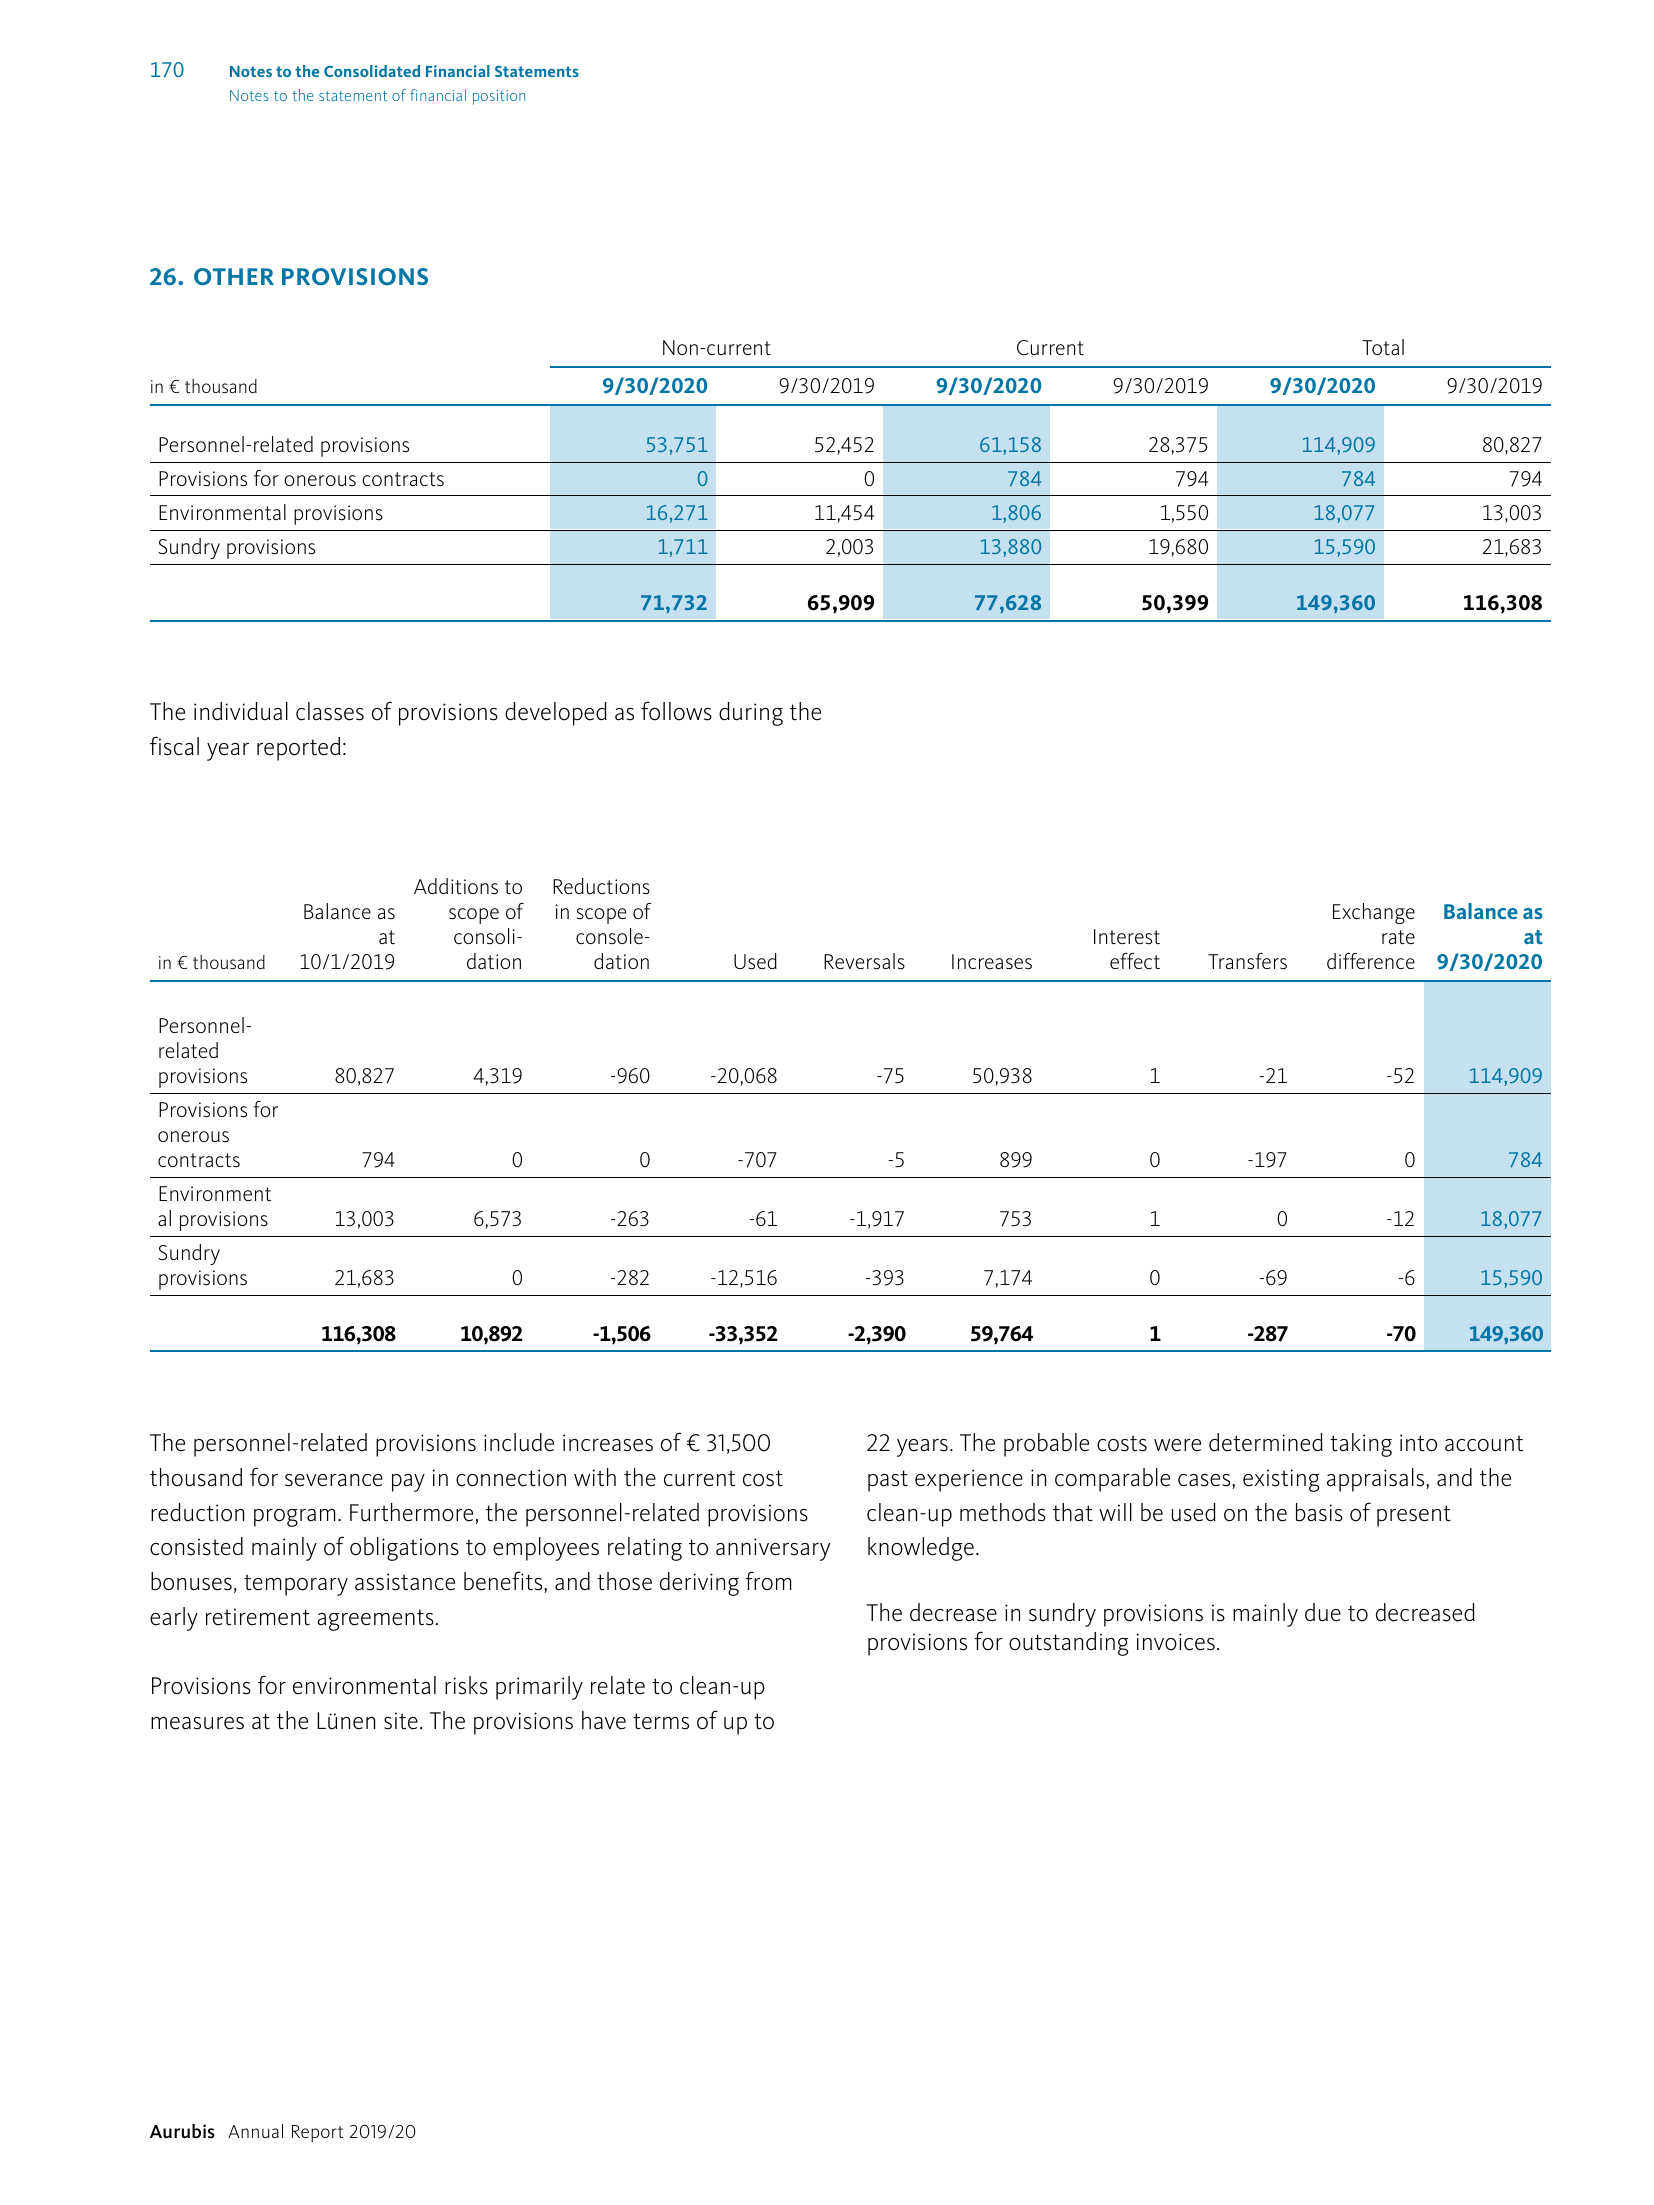 170 Notes to the Consolidated Financial Statements
Notes to the statement of financial position
26. OTHER PROVISIONS
Non-current Current Total
in € thousand 9/30/2020 9/30/2019 9/30/2020 9/30/2019 9/30/2020 9/30/2019
Personnel-related provisions 53,751 52,452 61,158 28,375 114,909 80,827
Provisions for onerous contracts 0 0 784 794 784 794
Environmental provisions 16,271 11,454 1,806 1,550 18,077 13,003
Sundry provisions 1,711 2,003 13,880 19,680 15,590 21,683
71,732 65,909 77,628 50,399 149,360 116,308
The individual classes of provisions developed as follows during the
fiscal year reported:
Additions to Reductions
Balance as scope of in scope of Exchange Balance as
at consoli- console- Interest rate at
in € thousand 10/1/2019 dation dation Used Reversals Increases effect Transfers difference 9/30/2020
Personnel-
related
provisions 80,827 4,319 -960 -20,068 -75 50,938 1 -21 -52 114,909
Provisions for
onerous
contracts 794 0 0 -707 -5 899 0 -197 0 784
Environment
al provisions 13,003 6,573 -263 -61 -1,917 753 1 0 -12 18,077
Sundry
provisions 21,683 0 -282 -12,516 -393 7,174 0 -69 -6 15,590
116,308 10,892 -1,506 -33,352 -2,390 59,764 1 -287 -70 149,360
The personnel-related provisions include increases of € 31,500
thousand for severance pay in connection with the current cost
reduction program. Furthermore, the personnel-related provisions
consisted mainly of obligations to employees relating to anniversary
bonuses, temporary assistance benefits, and those deriving from
early retirement agreements.
Provisions for environmental risks primarily relate to clean-up
measures at the Lünen site. The provisions have terms of up to
22 years. The probable costs were determined taking into account
past experience in comparable cases, existing appraisals, and the
clean-up methods that will be used on the basis of present
knowledge.
The decrease in sundry provisions is mainly due to decreased
provisions for outstanding invoices.
Aurubis Annual Report 2019/20